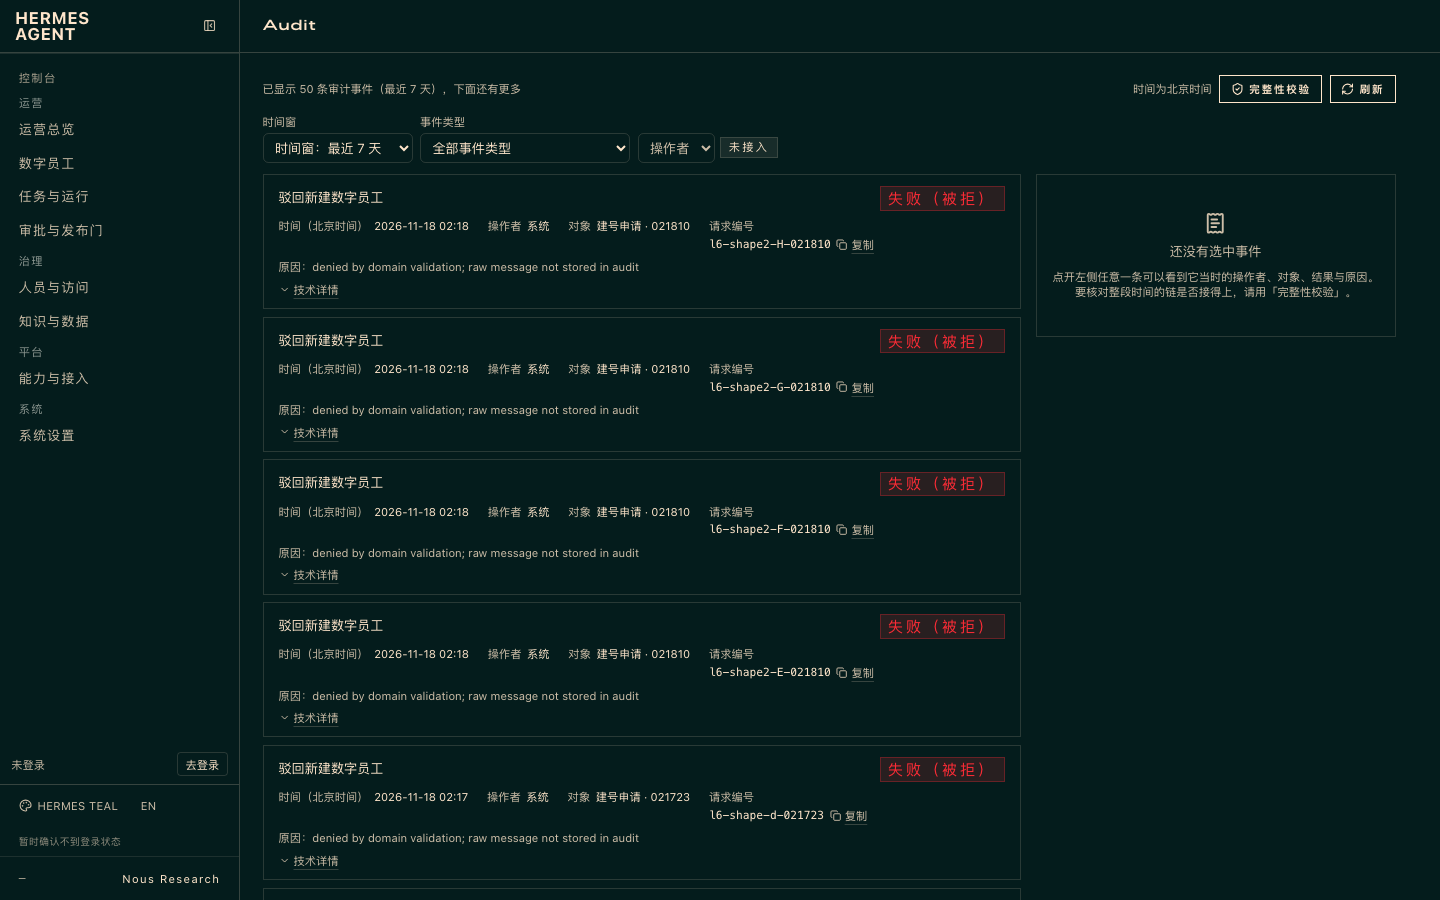 HERMES
AGENT
控制台
运营
运营总览
数字员工
任务与运行
审批与发布门
治理
人员与访问
知识与数据
平台
能力与接入
系统
系统设置
未登录
去登录
HERMES TEAL EN
暂时确认不到登录状态
—
Nous Research
Audit
已显示 50 条审计事件（最近 7 天），下面还有更多
时间为北京时间
完整性校验
刷新
时间窗
事件类型
时间窗：最近 7 天
全部事件类型
操作者
未接入
驳回新建数字员工
失败（被拒）
时间（北京时间） 2026-11-18 02:18 操作者 系统 对象 建号申请 · 021810 请求编号
l6-shape2-H-021810 复制
原因：denied by domain validation; raw message not stored in audit
技术详情
驳回新建数字员工
失败（被拒）
时间（北京时间） 2026-11-18 02:18 操作者 系统 对象 建号申请 · 021810 请求编号
l6-shape2-G-021810 复制
原因：denied by domain validation; raw message not stored in audit
技术详情
驳回新建数字员工
失败（被拒）
时间（北京时间） 2026-11-18 02:18 操作者 系统 对象 建号申请 · 021810 请求编号
l6-shape2-F-021810 复制
原因：denied by domain validation; raw message not stored in audit
技术详情
驳回新建数字员工
失败（被拒）
时间（北京时间） 2026-11-18 02:18 操作者 系统 对象 建号申请 · 021810 请求编号
l6-shape2-E-021810 复制
原因：denied by domain validation; raw message not stored in audit
技术详情
驳回新建数字员工
失败（被拒）
时间（北京时间） 2026-11-18 02:17 操作者 系统 对象 建号申请 · 021723 请求编号
l6-shape-d-021723 复制
原因：denied by domain validation; raw message not stored in audit
技术详情
还没有选中事件
点开左侧任意一条可以看到它当时的操作者、对象、结果与原因。
要核对整段时间的链是否接得上，请用「完整性校验」。